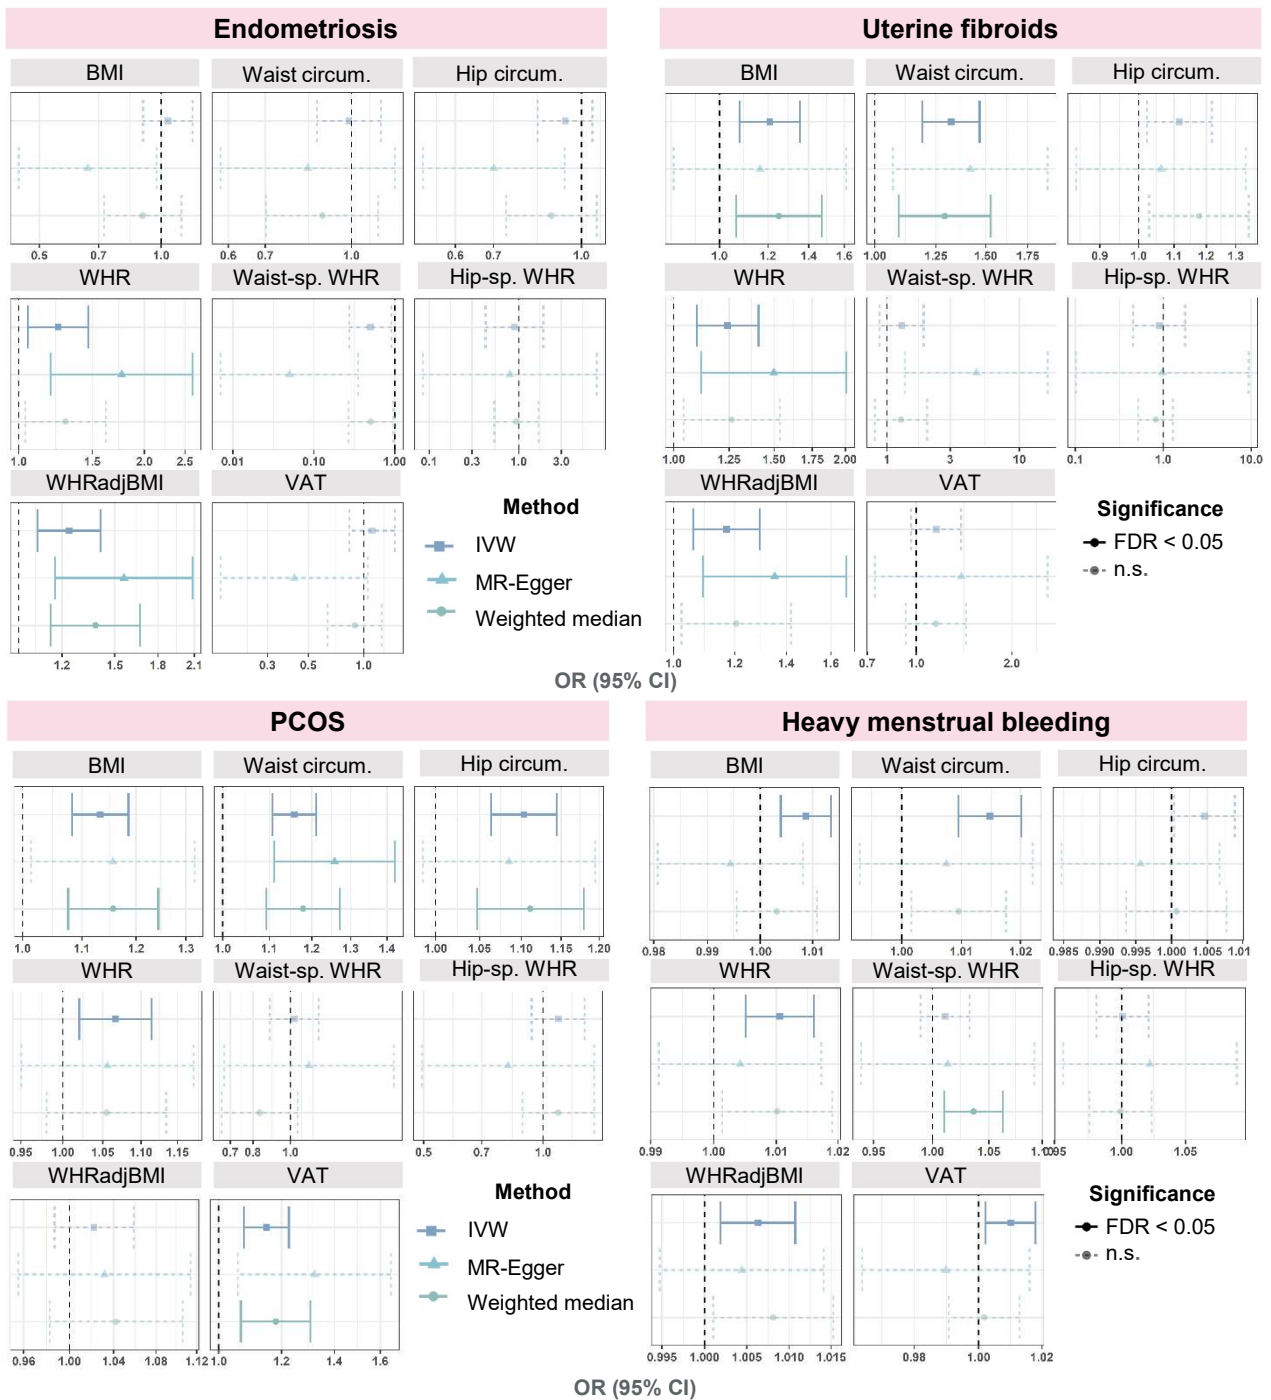 Endometriosis
Uterine fibroids
BMI
Waist circum.
Hip circum.
BMI
Waist circum.
Hip circum.
0.5 0.7 1.0
0.6 0.7 1.0
0.6 0.7 1.0
1.0 1.2 1.4 1.6
1.00 1.25 1.50 1.75
0.9 1.0 1.1 1.2 1.3
WHR
Waist-sp. WHR
Hip-sp. WHR
WHR
Waist-sp. WHR
Hip-sp. WHR
1.0 1.5 2.0 2.5
0.01 0.10 1.00
0.1 0.3 1.0 3.0
1.00 1.25 1.50 1.75 2.00
1 3 10
0.1 1.0 10.0
WHRadjBMI
VAT
WHRadjBMI
VAT
Method
IVW
MR-Egger
Weighted median
Significance
FDR < 0.05
n.s.
1.2 1.5 1.8 2.1
0.3 0.5 1.0
1.0 1.2 1.4 1.6
0.7 1.0 2.0
OR (95% CI)
PCOS
Heavy menstrual bleeding
BMI
Waist circum.
Hip circum.
BMI
Waist circum.
Hip circum.
1.0 1.1 1.2 1.3
1.0 1.1 1.2 1.3 1.4
1.00 1.05 1.10 1.15 1.20
0.98 0.99 1.00 1.01
1.00 1.01 1.02
0.985 0.990 0.995 1.000 1.005 1.01
WHR
Waist-sp. WHR
Hip-sp. WHR
WHR
Waist-sp. WHR
Hip-sp. WHR
0.95 1.00 1.05 1.10 1.15
0.7 0.8 1.0
0.5 0.7 1.0
0.99 1.00 1.01 1.02
0.95 1.00 1.05 1.10
0.95 1.00 1.05
WHRadjBMI
VAT
WHRadjBMI
VAT
Method
IVW
MR-Egger
Weighted median
Significance
FDR < 0.05
n.s.
0.96 1.00 1.04 1.08 1.12
1.0 1.2 1.4 1.6
0.995 1.000 1.005 1.010 1.015
0.98 1.00 1.02
OR (95% CI)